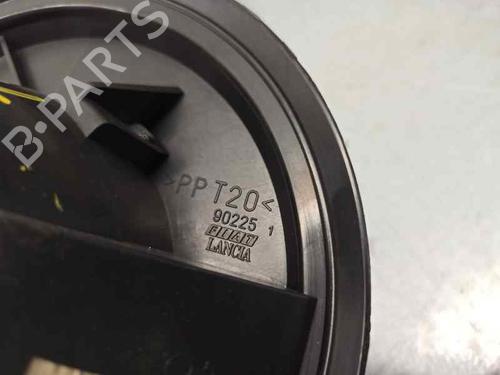 B-PARTS
>PP T20<
90225 1
FIAT
LANCIA